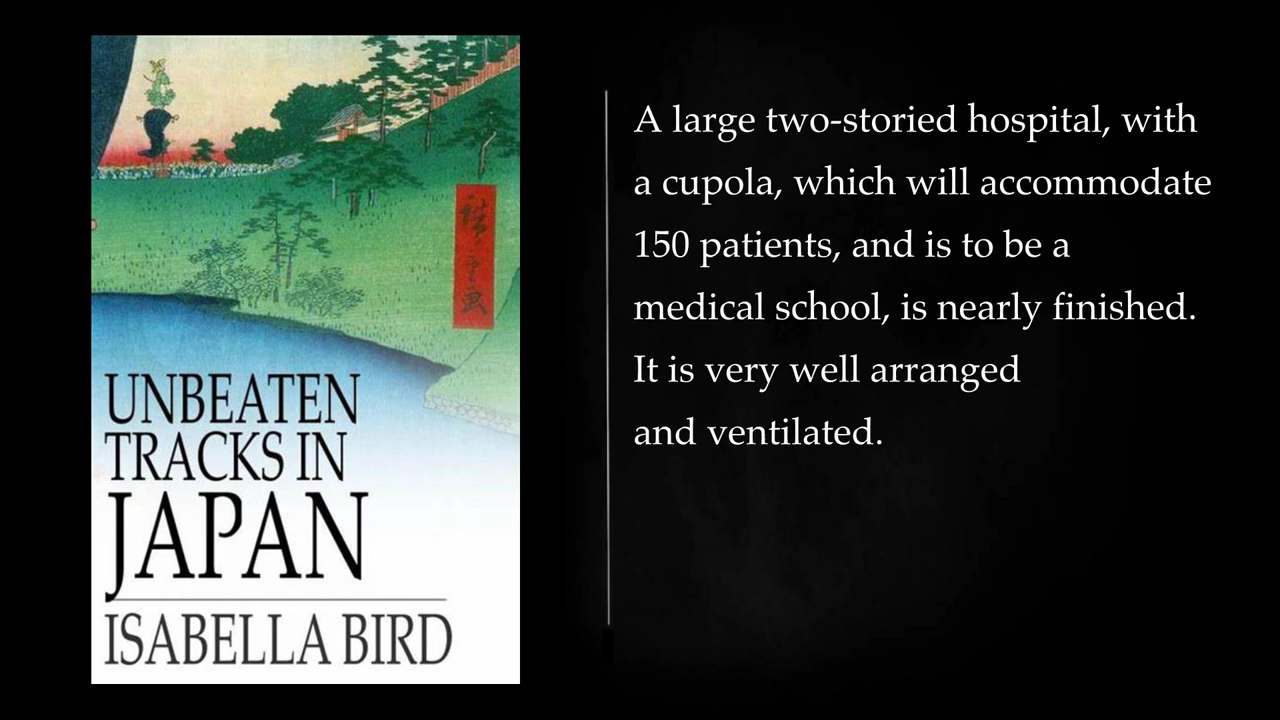 UNBEATEN
TRACKS IN
JAPAN
ISABELLA BIRD
A large two-storied hospital, with
a cupola, which will accommodate
150 patients, and is to be a
medical school, is nearly finished.
It is very well arranged
and ventilated.